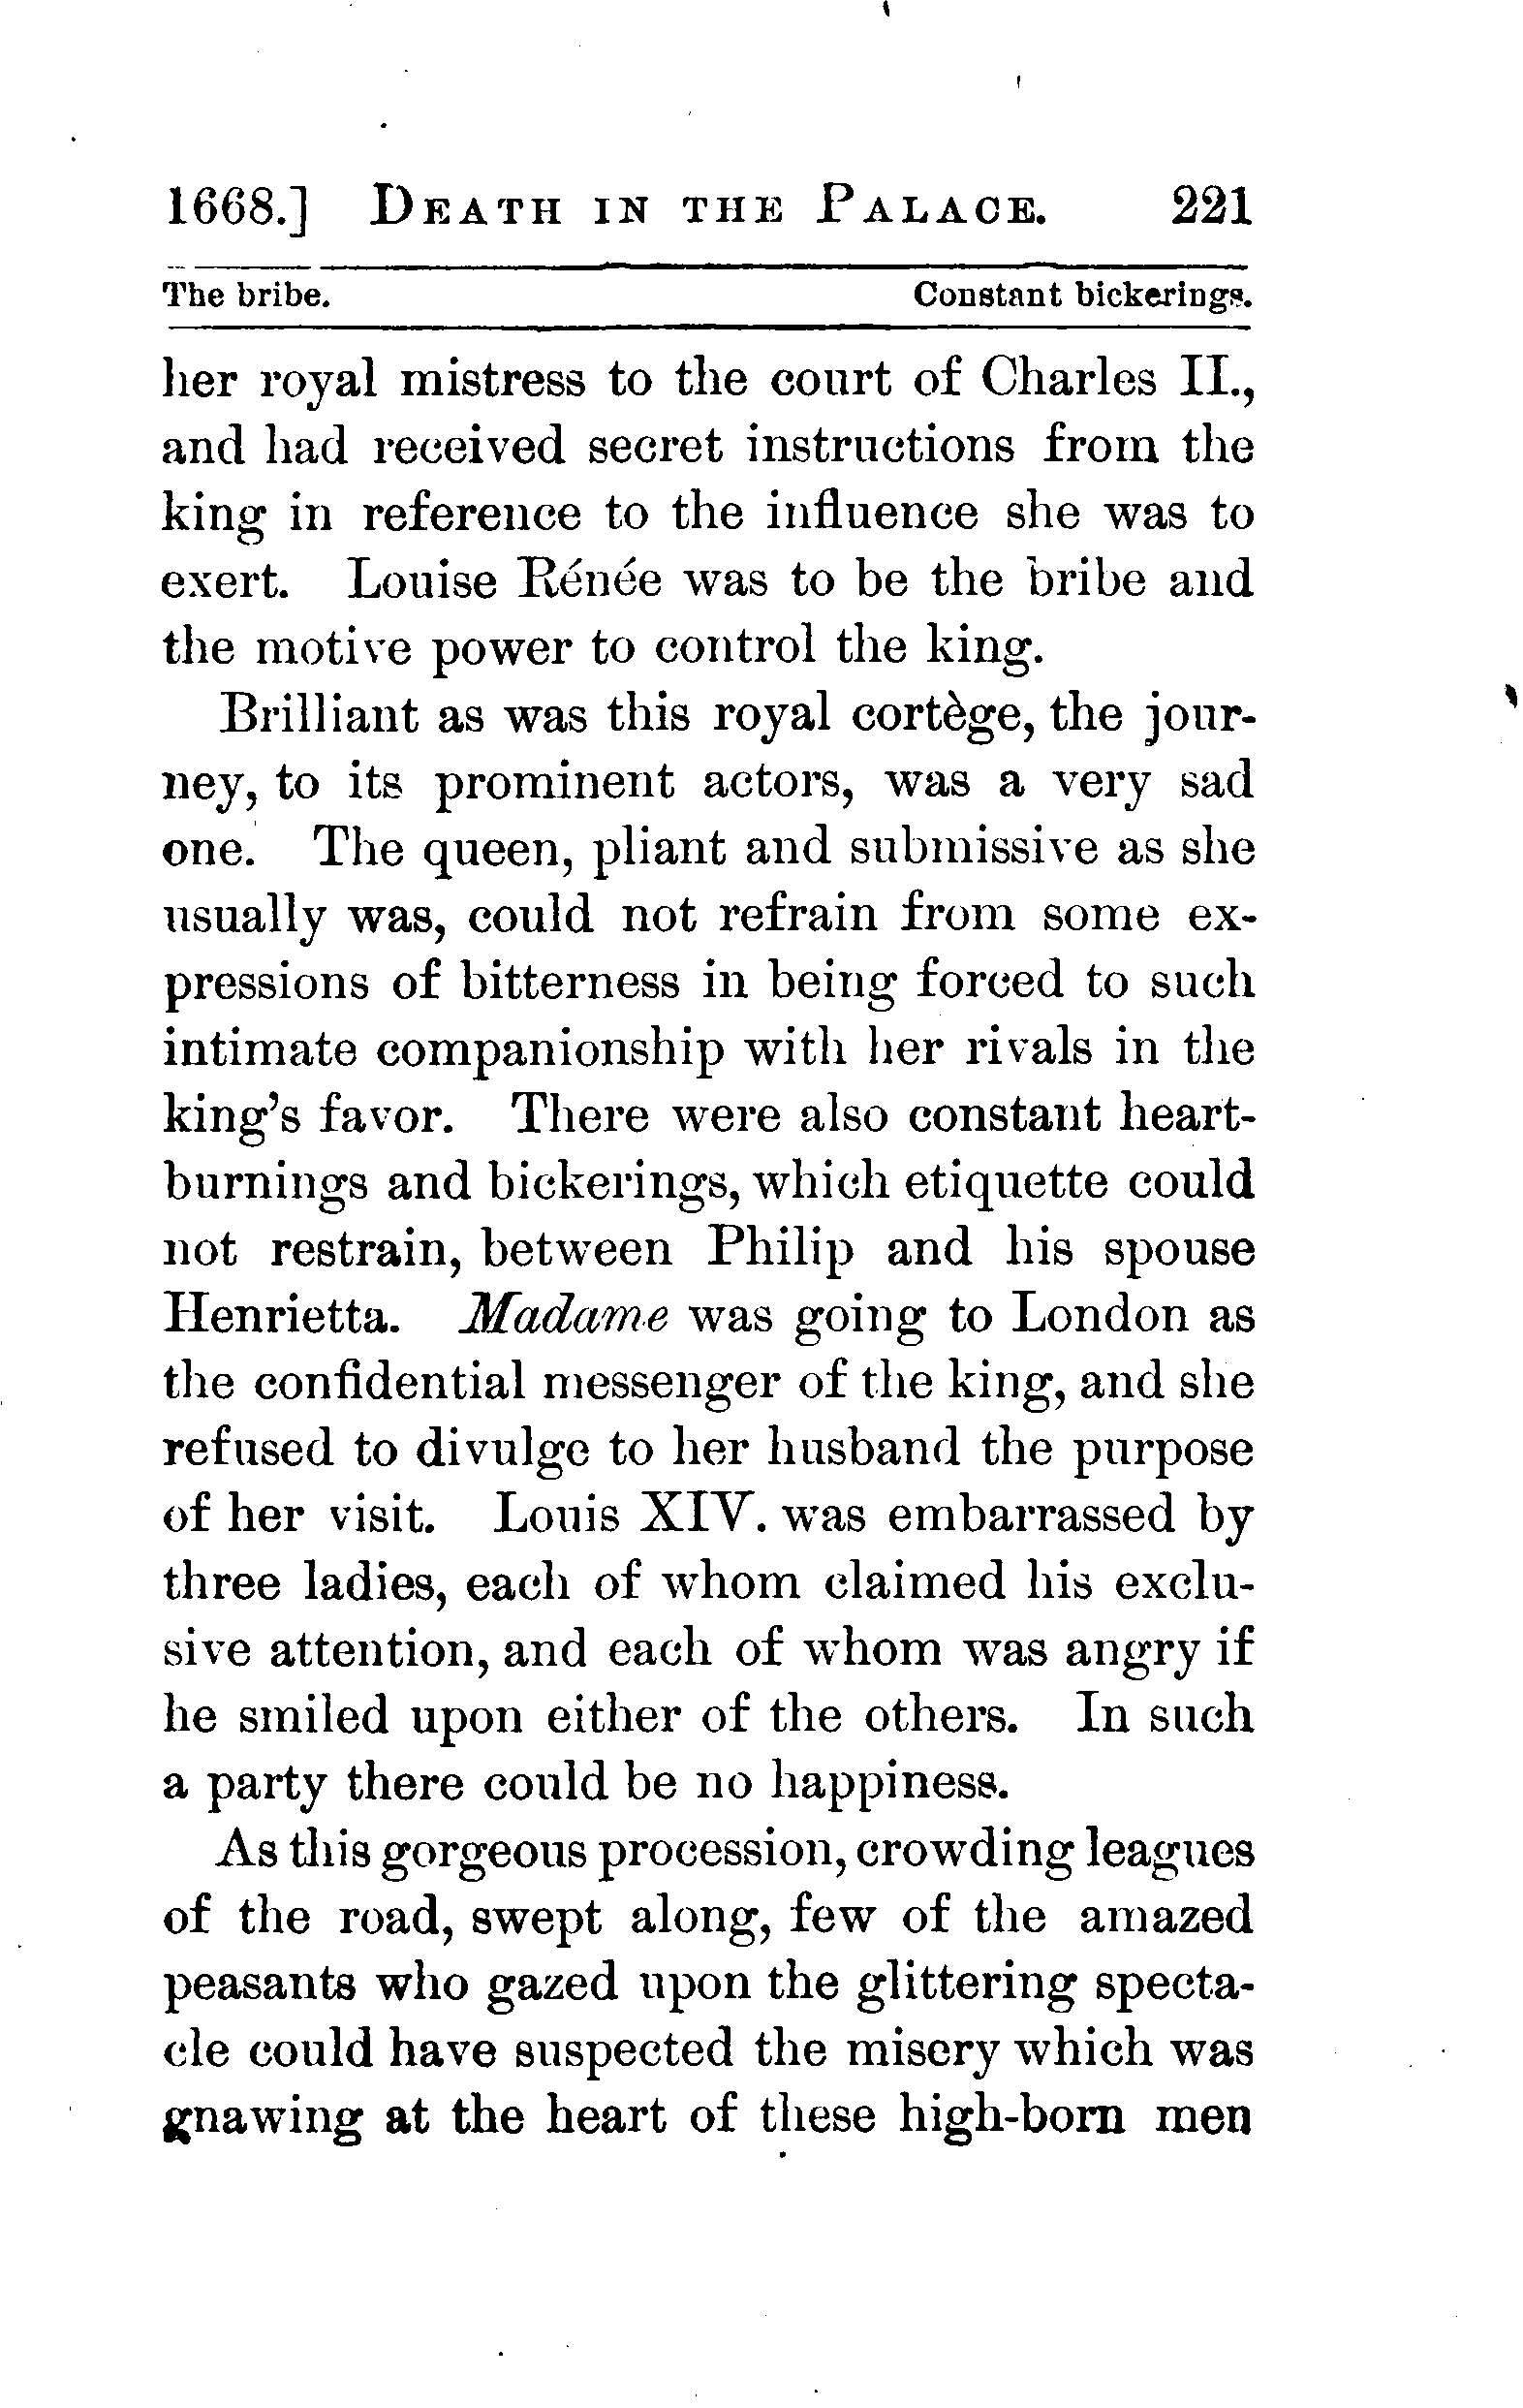 1668.] DEATH IN THE PALACE. 221
The bribe. Constant bickerings.
her royal mistress to the court of Charles II.,
and had received secret instructions from the
king in reference to the influence she was to
exert. Louise Rénée was to be the bribe and
the motive power to control the king.
Brilliant as was this royal cortège, the jour-
ney, to its prominent actors, was a very sad
one. The queen, pliant and submissive as she
usually was, could not refrain from some ex-
pressions of bitterness in being forced to such
intimate companionship with her rivals in the
king's favor. There were also constant heart-
burnings and bickerings, which etiquette could
not restrain, between Philip and his spouse
Henrietta. Madame was going to London as
the confidential messenger of the king, and she
refused to divulge to her husband the purpose
of her visit. Louis XIV. was embarrassed by
three ladies, each of whom claimed his exclu-
sive attention, and each of whom was angry if
he smiled upon either of the others. In such
a party there could be no happiness.
As this gorgeous procession, crowding leagues
of the road, swept along, few of the amazed
peasants who gazed upon the glittering specta-
cle could have suspected the misery which was
gnawing at the heart of these high-born men